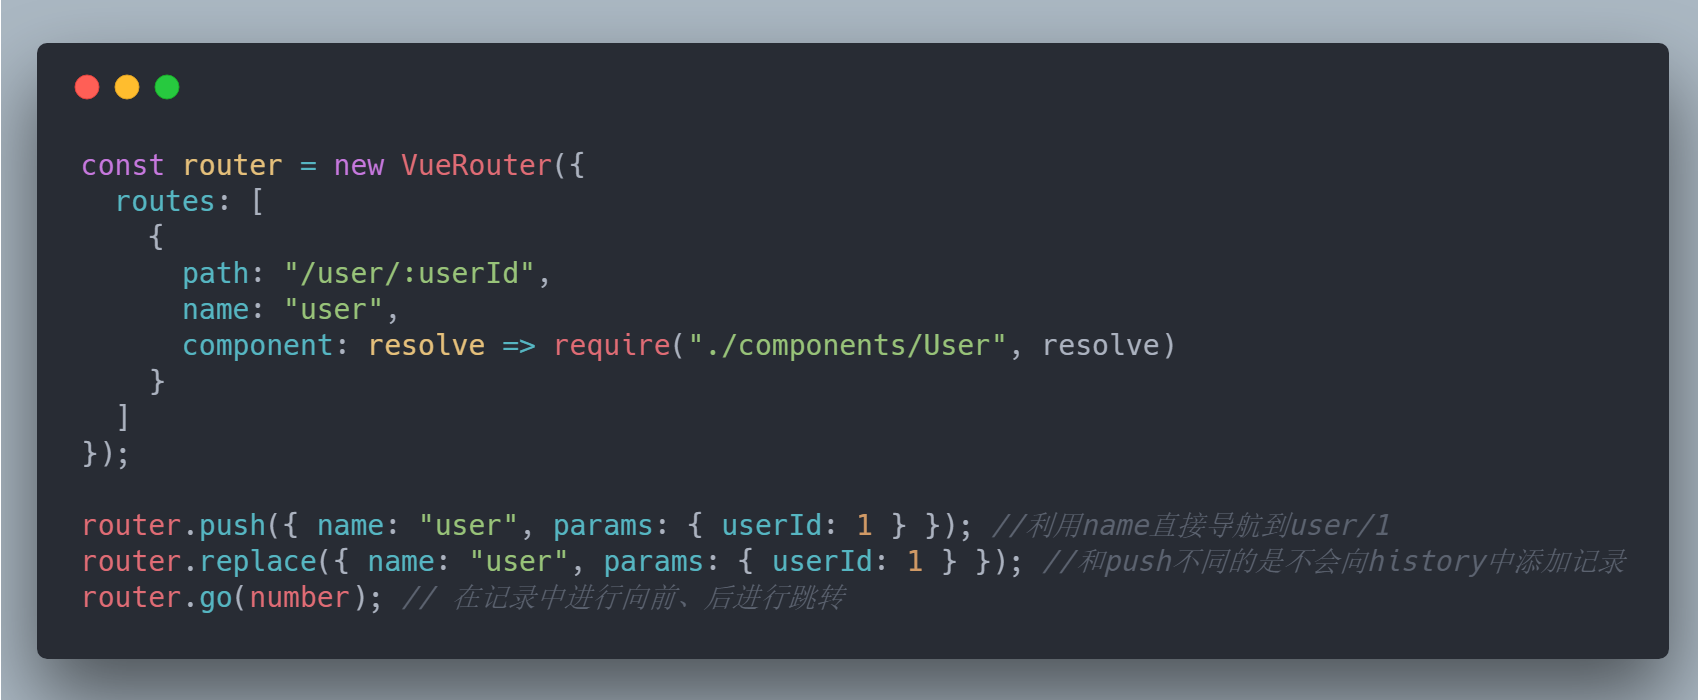 const router = new VueRouter({
  routes: [
    {
      path: "/user/:userId",
      name: "user",
      component: resolve => require("./components/User", resolve)
    }
  ]
});

router.push({ name: "user", params: { userId: 1 } }); //利用name直接导航到user/1
router.replace({ name: "user", params: { userId: 1 } }); //和push不同的是不会向history中添加记录
router.go(number); // 在记录中进行向前、后进行跳转